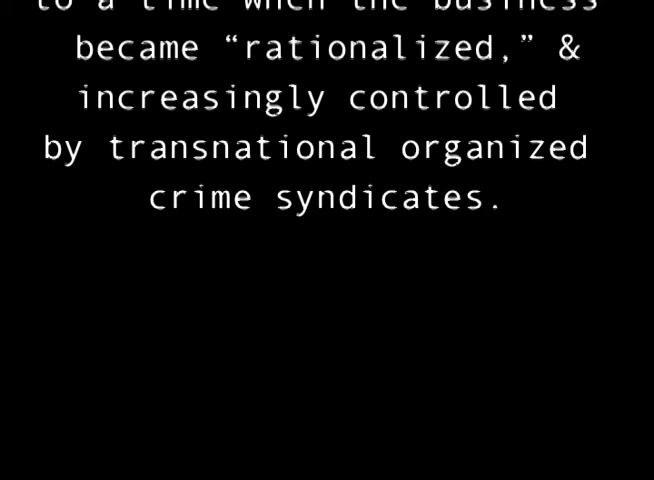 to a time when the business
became “rationalized,” &
increasingly controlled
by transnational organized
crime syndicates.